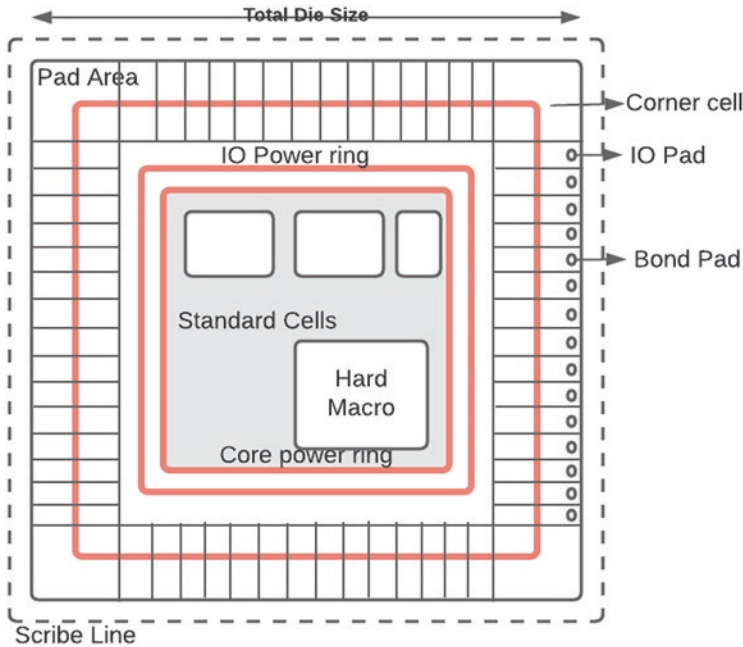 Total Die Size
Pad Area
Corner cell
IO Power ring
IO Pad
Bond Pad
Standard Cells
Hard
Macro
Core power ring
Scribe Line